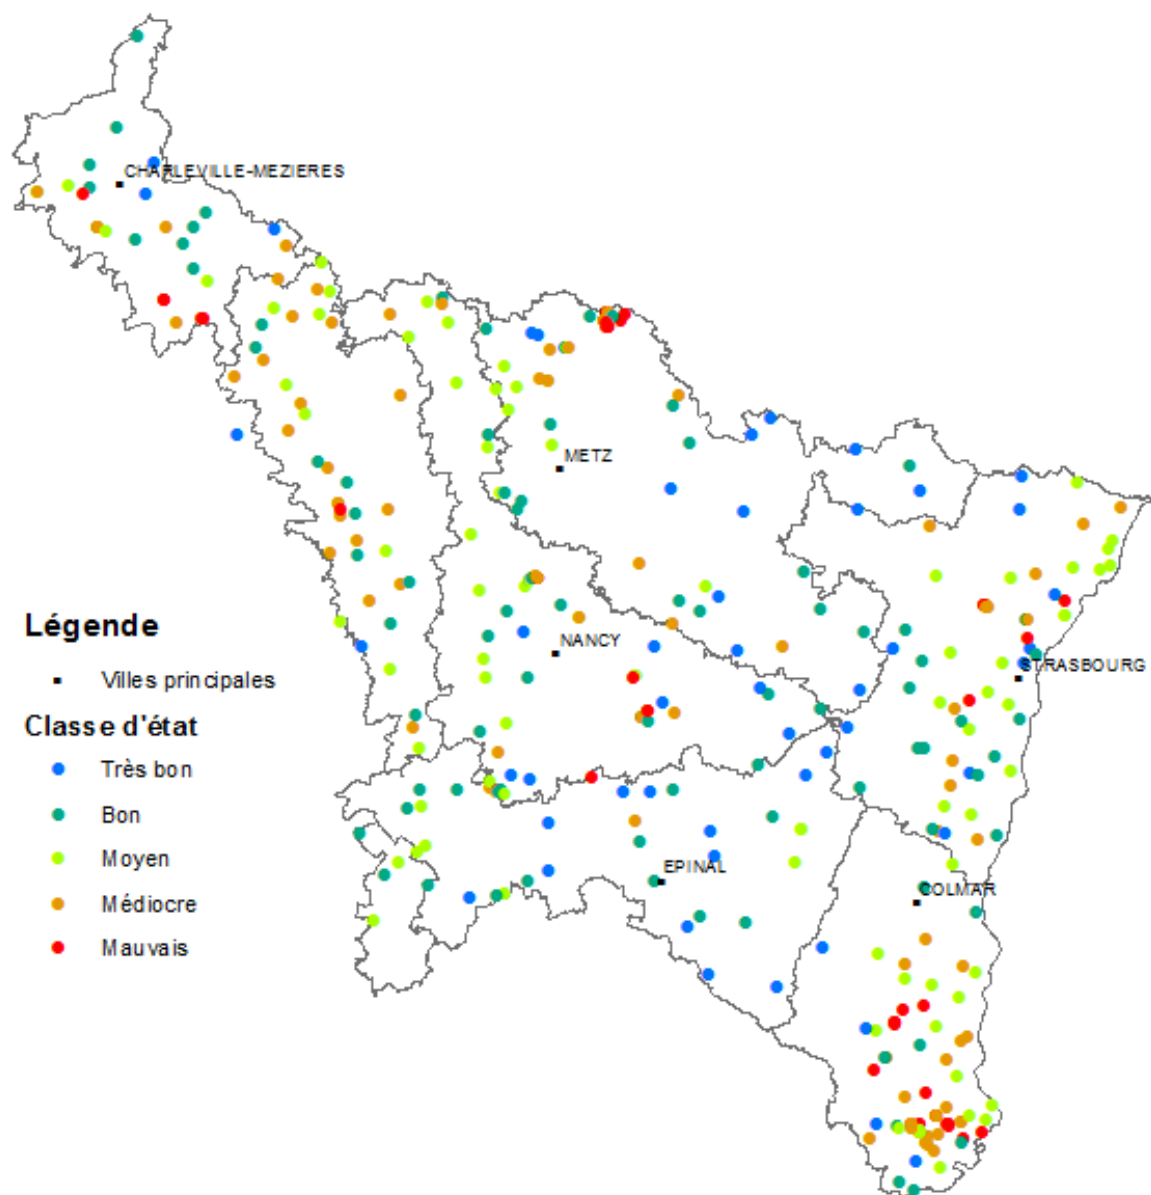 CHARLEVILLE-MEZIERES
METZ
NANCY
STRASBOURG
EPINAL
COLMAR
Légende
Villes principales
Classe d'état
Très bon
Bon
Moyen
Médiocre
Mauvais